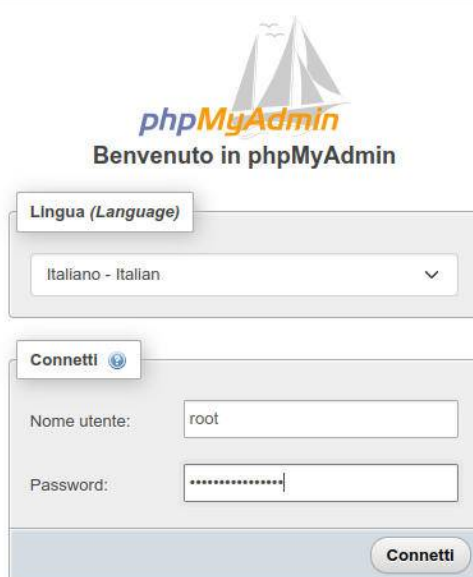 phpMyAdmin
Benvenuto in phpMyAdmin
Lingua (Language)
Italiano - Italian
Connetti
Nome utente: root
Password: ••••••••••••••••
Connetti